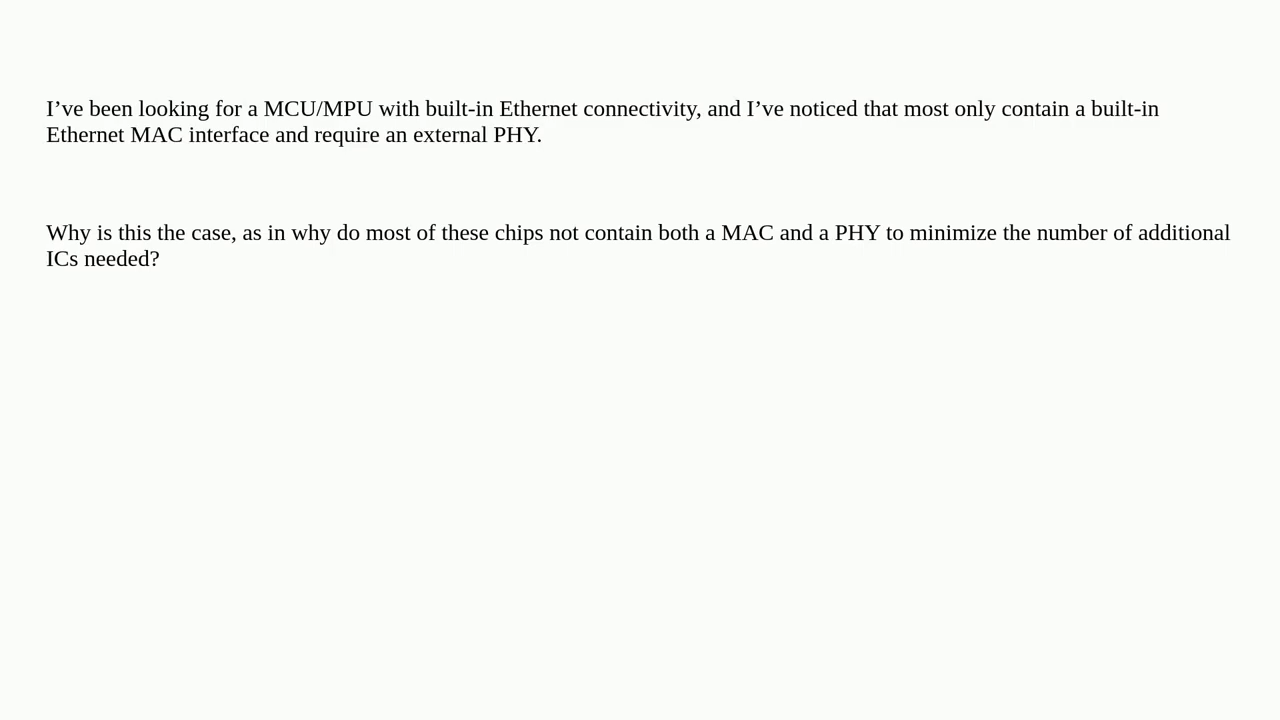 I’ve been looking for a MCU/MPU with built-in Ethernet connectivity, and I’ve noticed that most only contain a built-in
Ethernet MAC interface and require an external PHY.
Why is this the case, as in why do most of these chips not contain both a MAC and a PHY to minimize the number of additional
ICs needed?